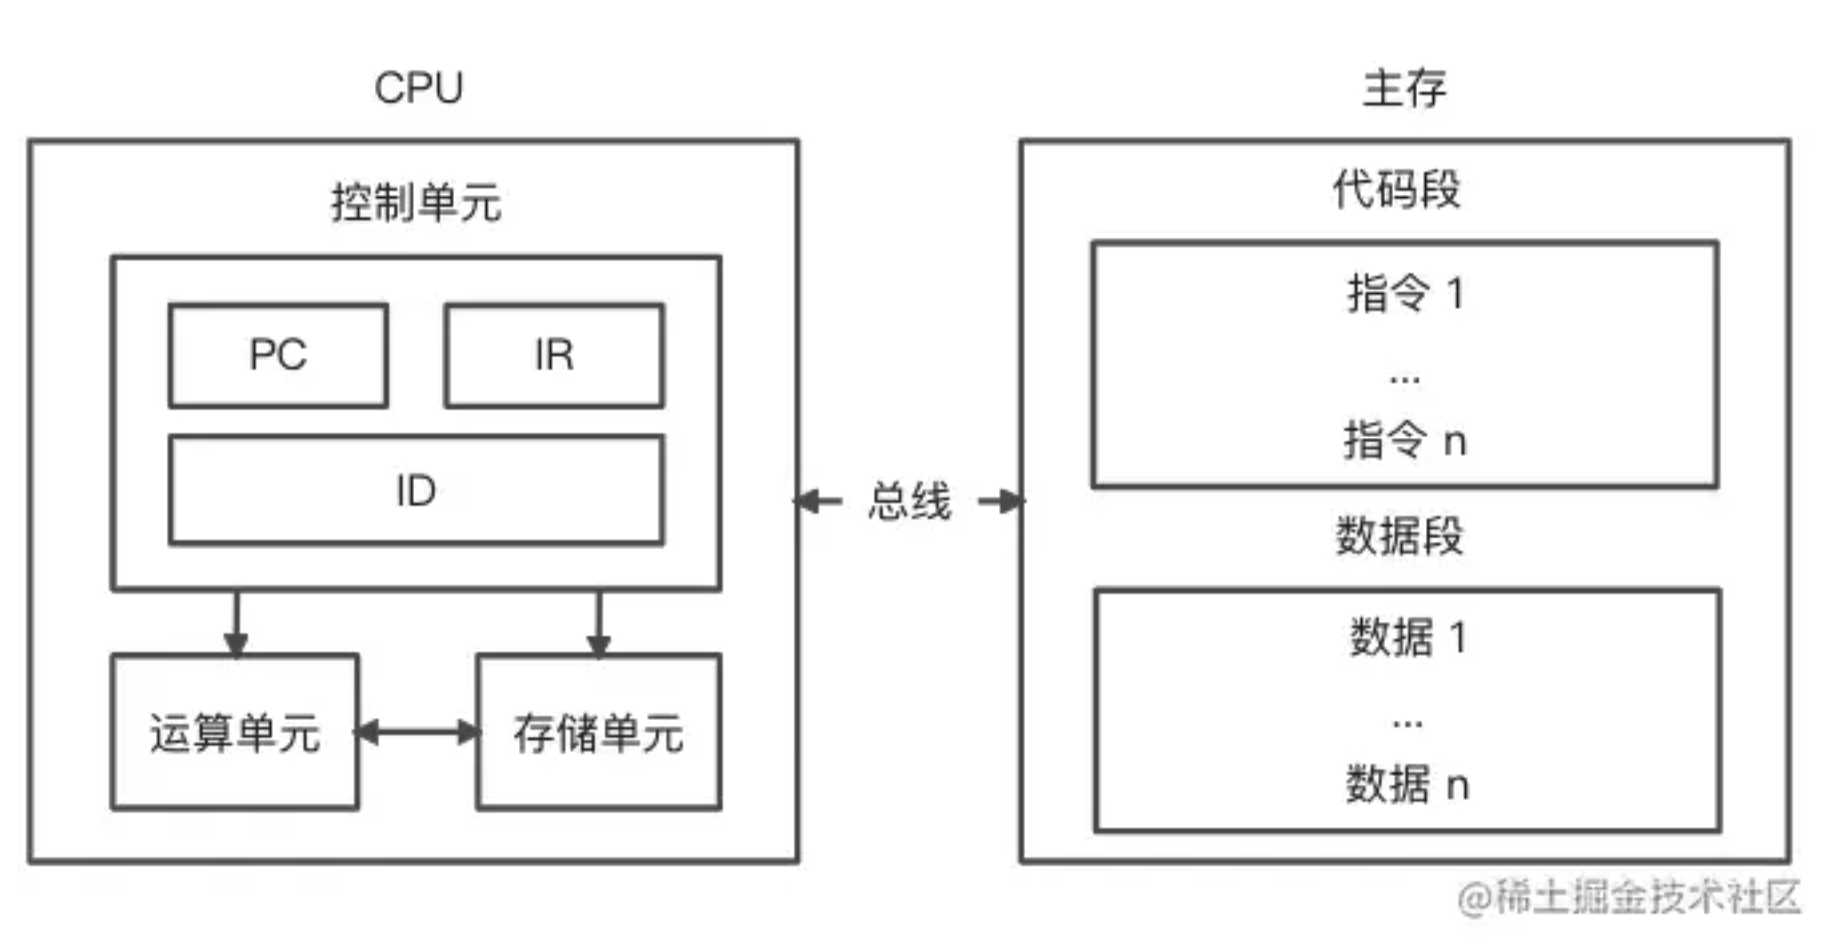 CPU
控制单元
PC
IR
ID
运算单元
存储单元
总线
主存
代码段
指令 1
...
指令 n
数据段
数据 1
...
数据 n
@稀土掘金技术社区